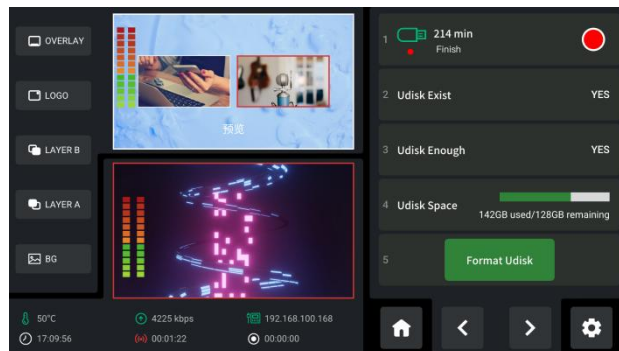 OVERLAY
LOGO
LAYER B
LAYER A
BG
预览
50°C
4225 kbps
192.168.100.168
17:09:56
00:01:22
00:00:00
1
214 min
Finish
2 Udisk Exist YES
3 Udisk Enough YES
4 Udisk Space
142GB used/128GB remaining
5 Format Udisk